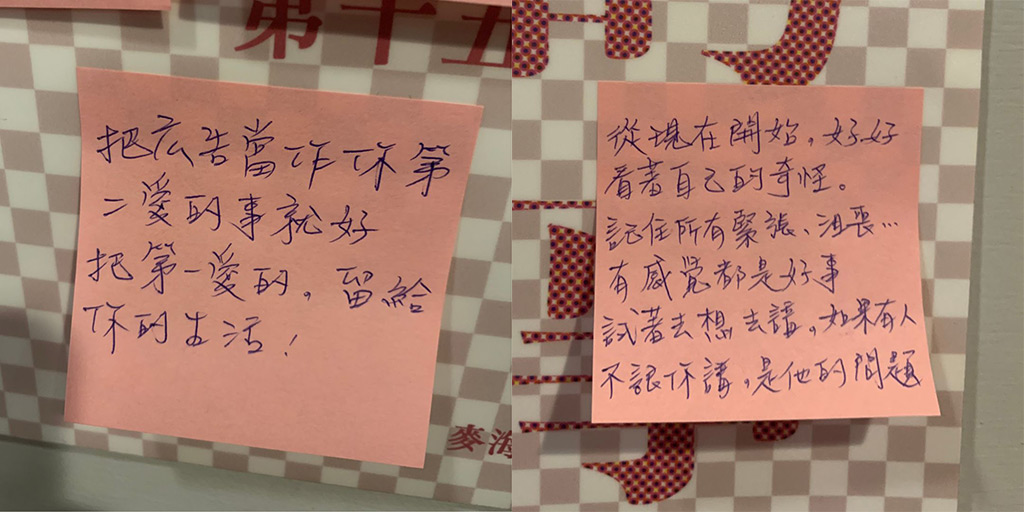 第十五
把広告當作你第
二愛的事就好
把第一愛的，留給
你的生活！
麥海
從現在開始，好好
看著自己的奇怪。
記住所有緊張、沮喪…
有感覚都是好事
試著去想去講，如果有人
不讓你講，是他的問題